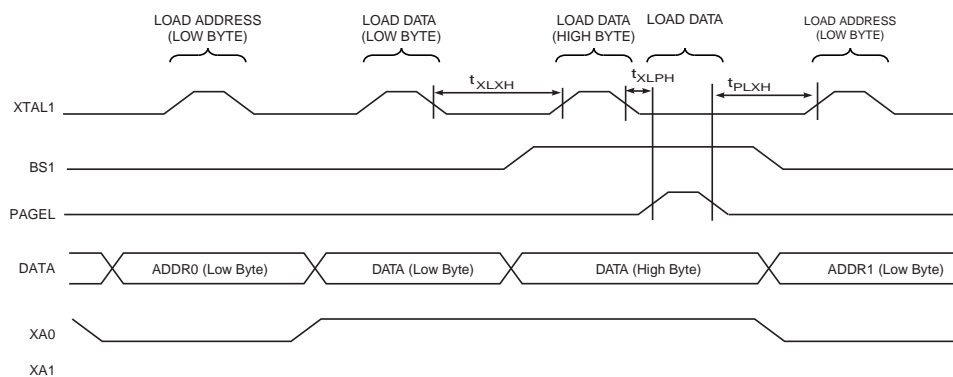 LOAD ADDRESS
(LOW BYTE)
LOAD DATA
(LOW BYTE)
LOAD DATA
(HIGH BYTE)
LOAD DATA
LOAD ADDRESS
(LOW BYTE)
tXLXH
tXLPH
tPLXH
XTAL1
BS1
PAGEL
DATA
ADDR0 (Low Byte)
DATA (Low Byte)
DATA (High Byte)
ADDR1 (Low Byte)
XA0
XA1